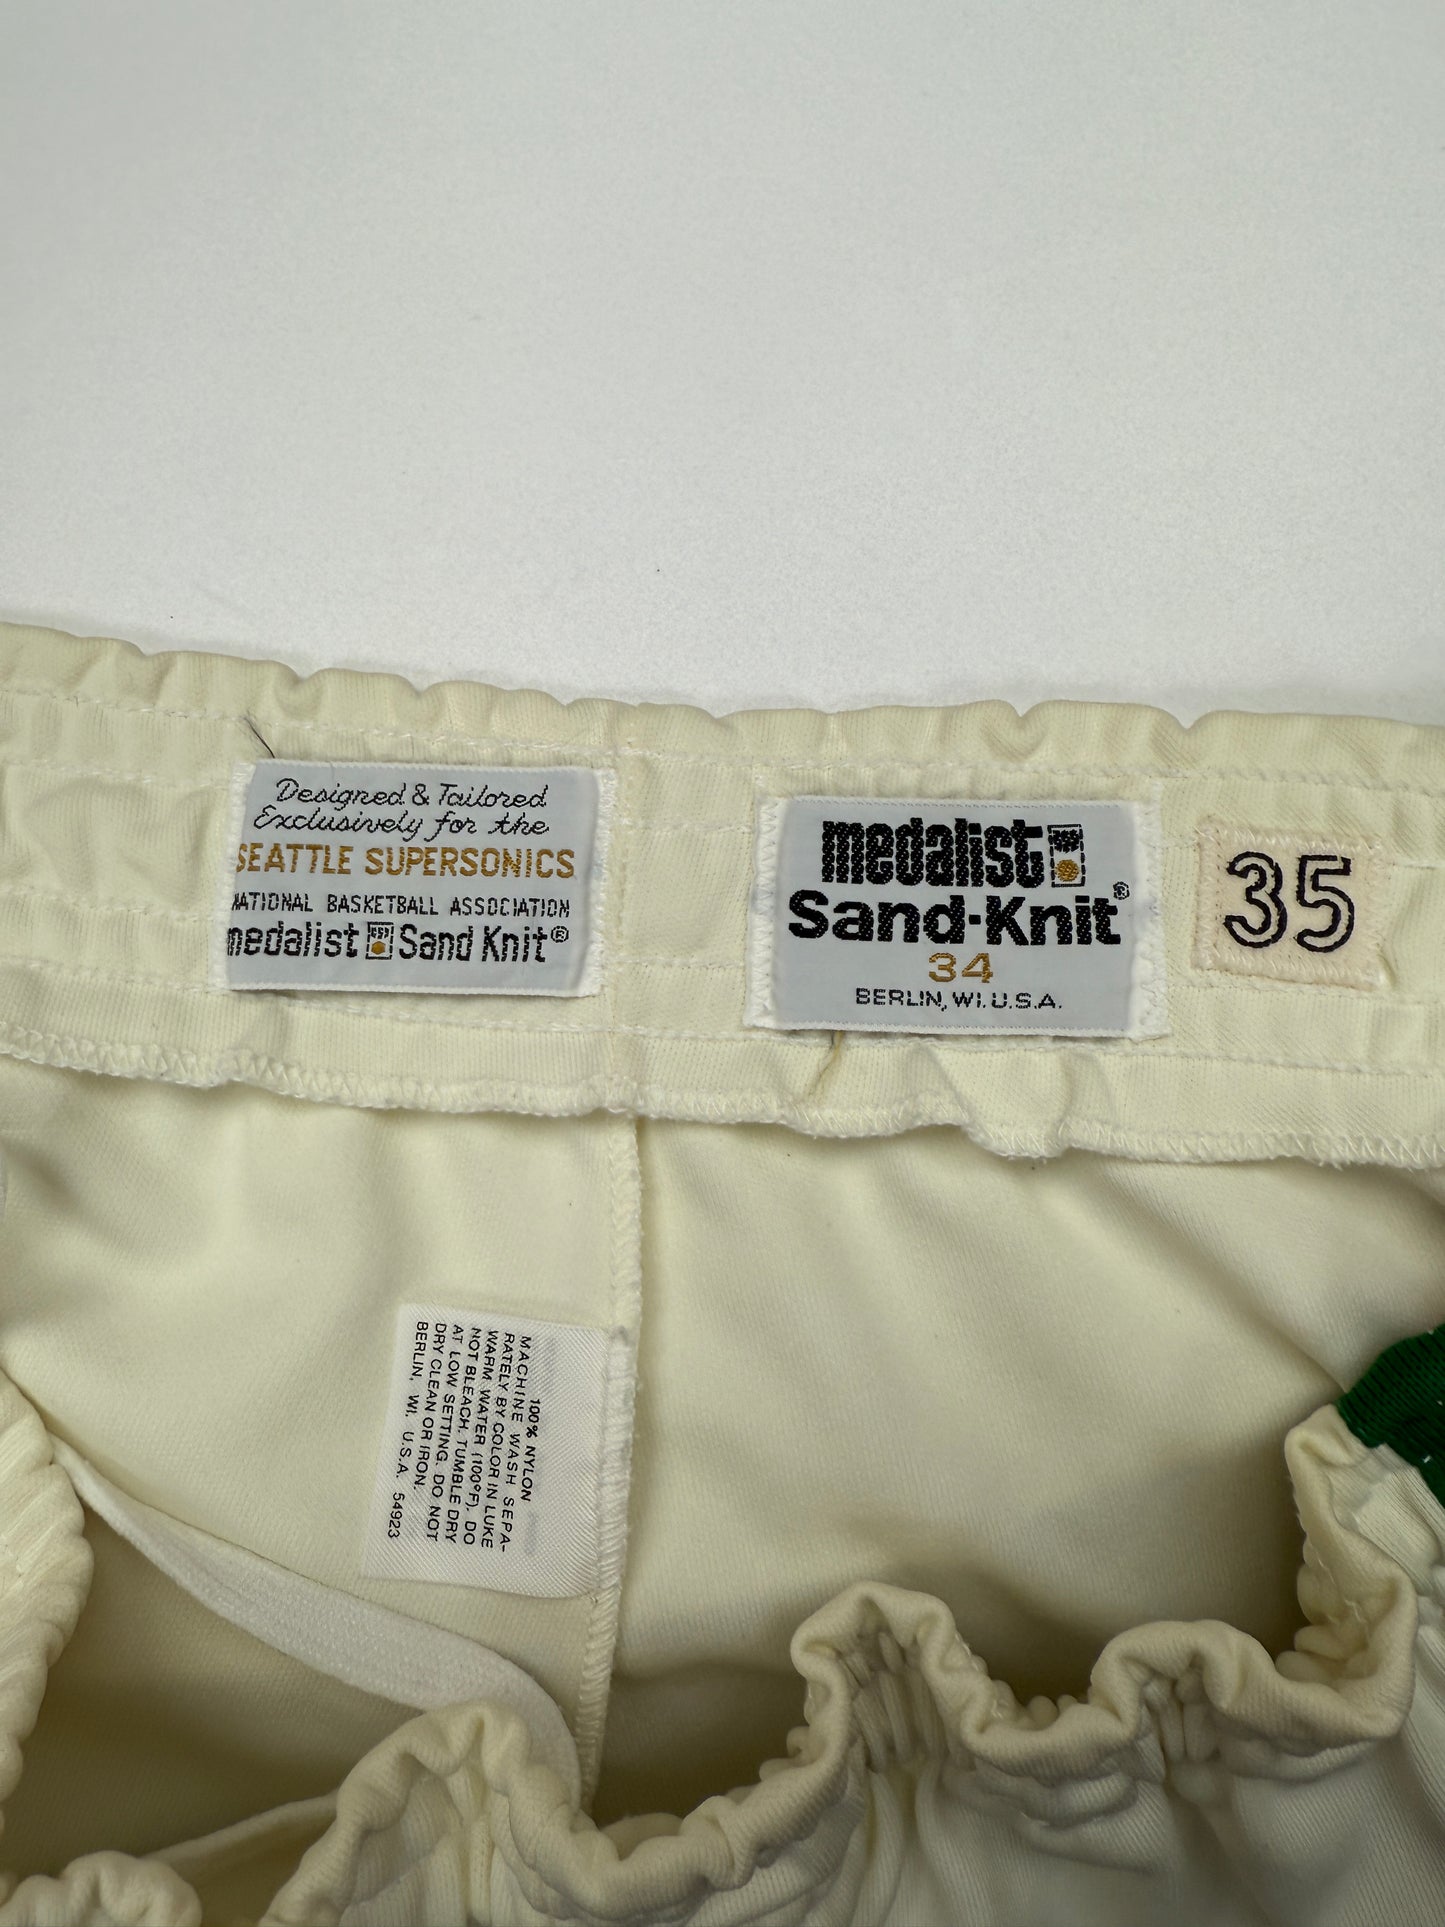 Designed & Tailored
Exclusively for the
SEATTLE SUPERSONICS
NATIONAL BASKETBALL ASSOCIATION
medalist Sand Knit®
medalist
Sand-Knit®
34
BERLIN, WI. U.S.A.
35
100% NYLON
MACHINE WASH SEPA-
RATELY BY COLOR IN LUKE
WARM WATER (100°F). DO
NOT BLEACH. TUMBLE DRY
AT LOW SETTING. DO NOT
DRY CLEAN OR IRON.
BERLIN, WI. U.S.A. 54923